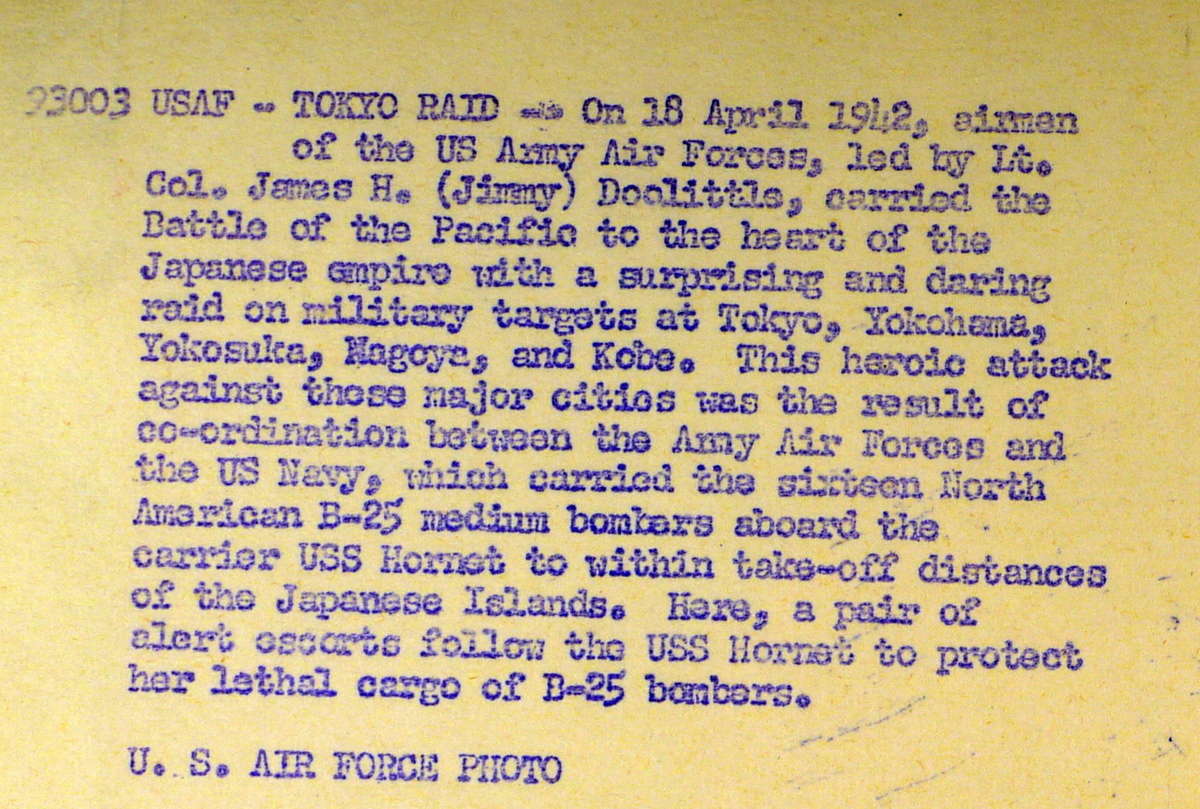 93003 USAF -- TOKYO RAID -- On 18 April 1942, airmen
of the US Army Air Forces, led by Lt.
Col. James H. (Jimmy) Doolittle, carried the
Battle of the Pacific to the heart of the
Japanese empire with a surprising and daring
raid on military targets at Tokyo, Yokohama,
Yokosuka, Nagoya, and Kobe.  This heroic attack
against these major cities was the result of
co-ordination between the Army Air Forces and
the US Navy, which carried the sixteen North
American B-25 medium bombers aboard the
carrier USS Hornet to within take-off distances
of the Japanese Islands.  Here, a pair of
alert escorts follow the USS Hornet to protect
her lethal cargo of B-25 bombers.
U. S. AIR FORCE PHOTO